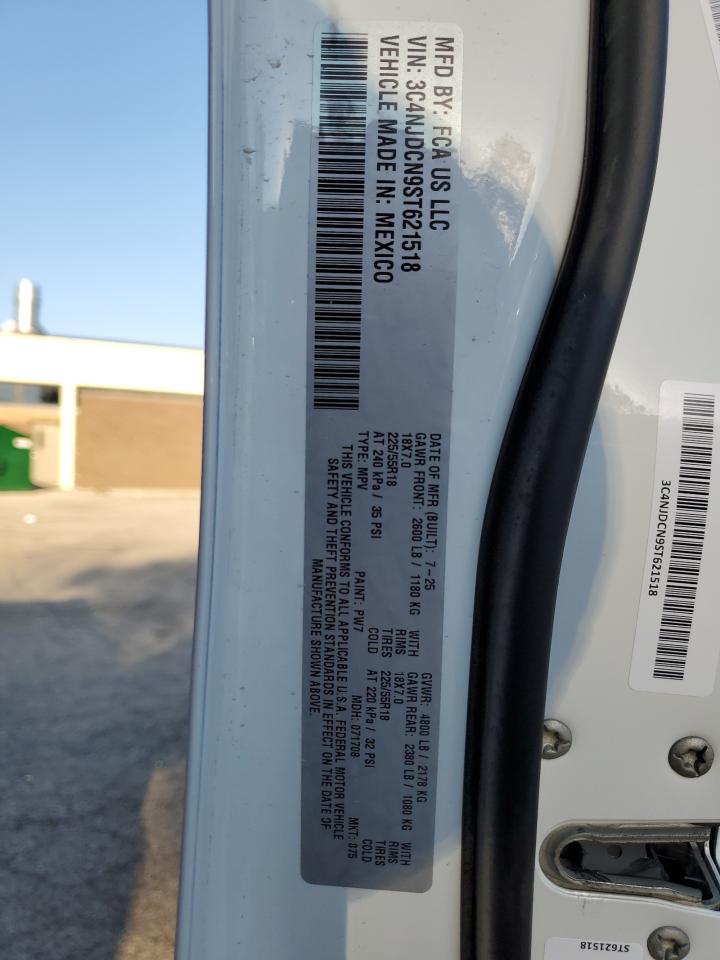 MFD BY: FCA US LLC
VIN: 3C4NJDCN9ST621518
VEHICLE MADE IN: MEXICO
DATE OF MFR (BUILT): 7-25 GVWR: 4800 LB / 2178 KG
GAWR FRONT: 2600 LB / 1180 KG WITH GAWR REAR: 2380 LB / 1080 KG WITH
18X7.0 RIMS 18X7.0 RIMS
225/55R18 TIRES 225/55R18 TIRES
AT 240 kPa / 35 PSI COLD AT 220 kPa / 32 PSI COLD
TYPE: MPV PAINT: PW7 MDH: 071708 MKT: 875
THIS VEHICLE CONFORMS TO ALL APPLICABLE U.S.A. FEDERAL MOTOR VEHICLE
SAFETY AND THEFT PREVENTION STANDARDS IN EFFECT ON THE DATE OF
MANUFACTURE SHOWN ABOVE.
3C4NJDCN9ST621518
ST621518